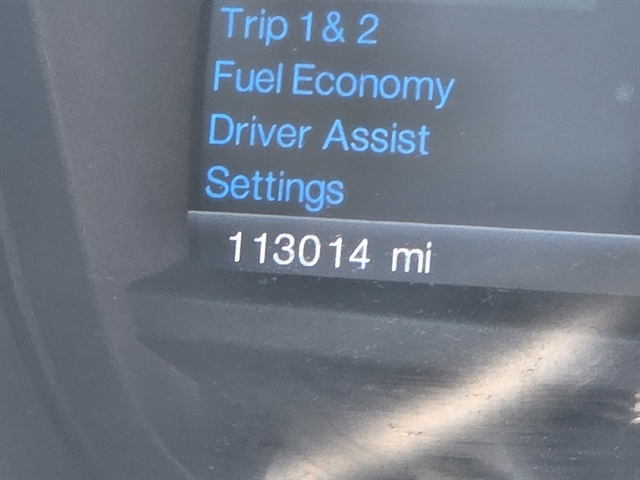 Trip 1 & 2
Fuel Economy
Driver Assist
Settings
113014 mi